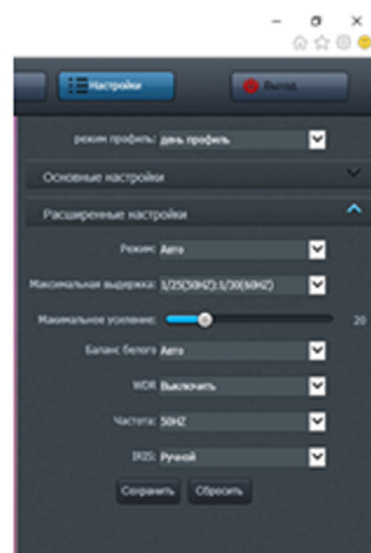 Настройки
Выход
режим профиль: день профиль
Основные настройки
Расширенные настройки
Режим: Авто
Максимальная выдержка: 1/25(50HZ);1/30(60HZ)
Макимальное усиление: 20
Баланс белого Авто
WDR Выключить
Частота: 50HZ
IRIS: Ручной
Сохранить Сбросить